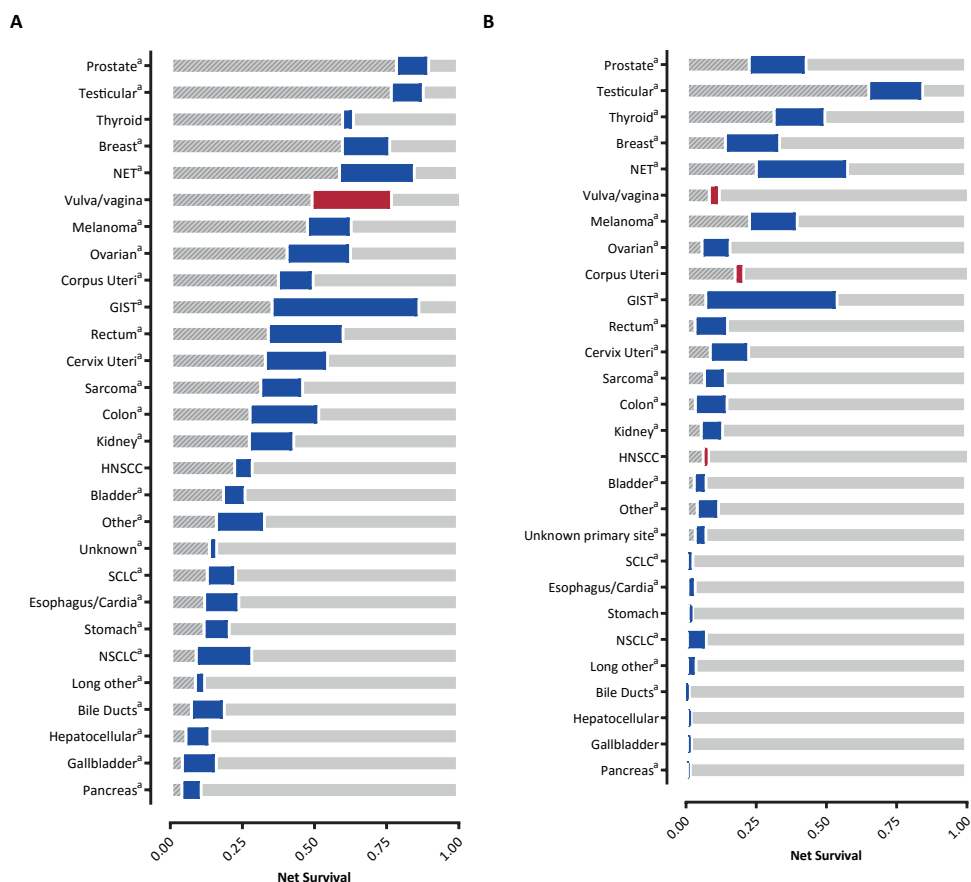 A
Prostateᵃ
Testicularᵃ
Thyroid
Breastᵃ
NETᵃ
Vulva/vagina
Melanomaᵃ
Ovarianᵃ
Corpus Uteriᵃ
GISTᵃ
Rectumᵃ
Cervix Uteriᵃ
Sarcomaᵃ
Colonᵃ
Kidneyᵃ
HNSCC
Bladderᵃ
Otherᵃ
Unknownᵃ
SCLCᵃ
Esophagus/Cardiaᵃ
Stomachᵃ
NSCLCᵃ
Long otherᵃ
Bile Ductsᵃ
Hepatocellularᵃ
Gallbladderᵃ
Pancreasᵃ
0.00 0.25 0.50 0.75 1.00
Net Survival
B
Prostateᵃ
Testicularᵃ
Thyroidᵃ
Breastᵃ
NETᵃ
Vulva/vagina
Melanomaᵃ
Ovarianᵃ
Corpus Uteri
GISTᵃ
Rectumᵃ
Cervix Uteriᵃ
Sarcomaᵃ
Colonᵃ
Kidneyᵃ
HNSCC
Bladderᵃ
Otherᵃ
Unknown primary siteᵃ
SCLCᵃ
Esophagus/Cardiaᵃ
Stomach
NSCLCᵃ
Long otherᵃ
Bile Ductsᵃ
Hepatocellular
Gallbladder
Pancreasᵃ
0.00 0.25 0.50 0.75 1.00
Net Survival